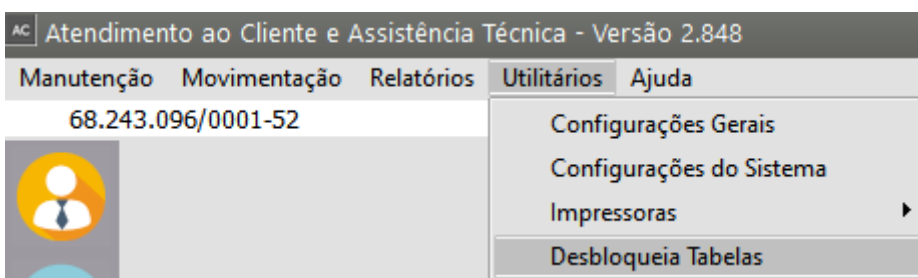 AC Atendimento ao Cliente e Assistência Técnica - Versão 2.848
Manutenção Movimentação Relatórios Utilitários Ajuda
68.243.096/0001-52
Configurações Gerais
Configurações do Sistema
Impressoras
Desbloqueia Tabelas